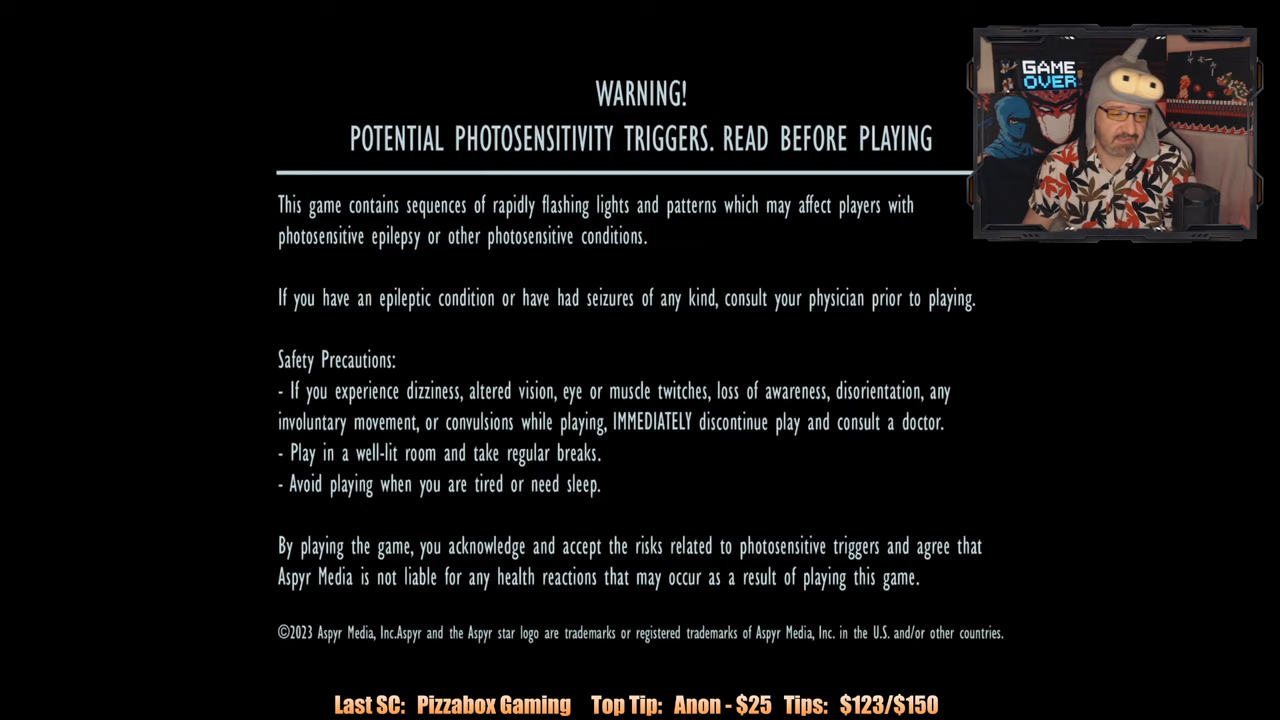 WARNING!
POTENTIAL PHOTOSENSITIVITY TRIGGERS. READ BEFORE PLAYING
GAME
OVER
This game contains sequences of rapidly flashing lights and patterns which may affect players with
photosensitive epilepsy or other photosensitive conditions.
If you have an epileptic condition or have had seizures of any kind, consult your physician prior to playing.
Safety Precautions:
- If you experience dizziness, altered vision, eye or muscle twitches, loss of awareness, disorientation, any
involuntary movement, or convulsions while playing, IMMEDIATELY discontinue play and consult a doctor.
- Play in a well-lit room and take regular breaks.
- Avoid playing when you are tired or need sleep.
By playing the game, you acknowledge and accept the risks related to photosensitive triggers and agree that
Aspyr Media is not liable for any health reactions that may occur as a result of playing this game.
©2023 Aspyr Media, Inc.Aspyr and the Aspyr star logo are trademarks or registered trademarks of Aspyr Media, Inc. in the U.S. and/or other countries.
Last SC: Pizzabox Gaming Top Tip: Anon - $25 Tips: $123/$150